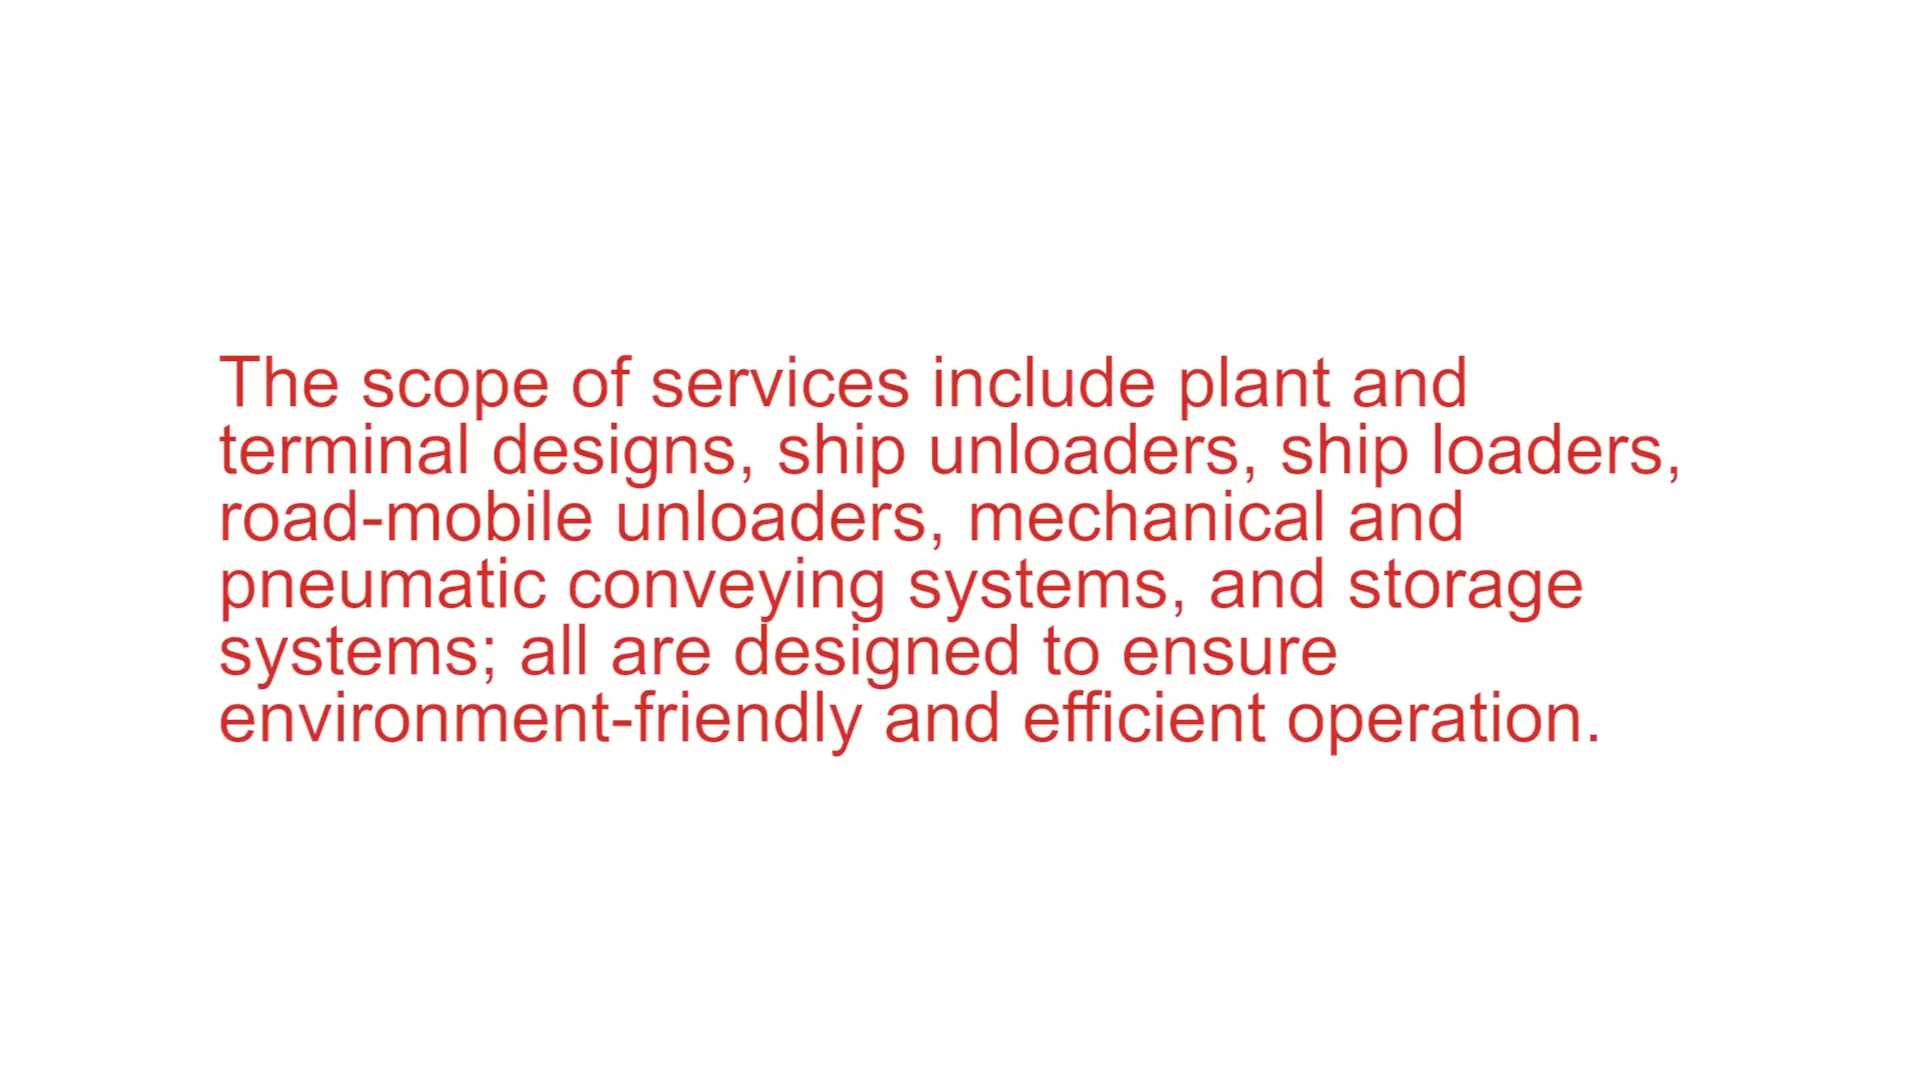 The scope of services include plant and
terminal designs, ship unloaders, ship loaders,
road-mobile unloaders, mechanical and
pneumatic conveying systems, and storage
systems; all are designed to ensure
environment-friendly and efficient operation.